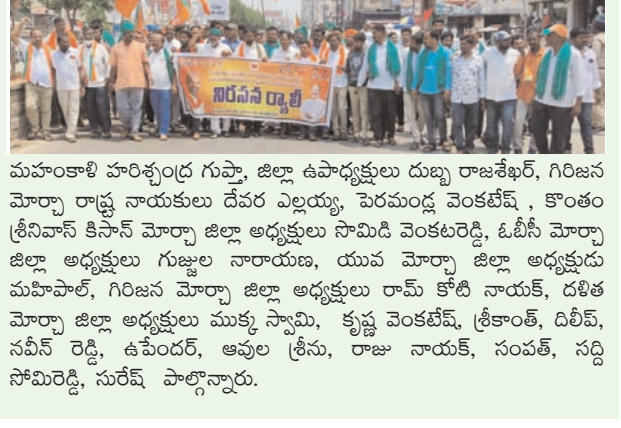 నిరసన ర్యాలీ
మహంకాళి హరిశ్చంద్ర గుప్తా, జిల్లా ఉపాధ్యక్షులు దుబ్బ రాజశేఖర్, గిరిజన
మోర్చా రాష్ట్ర నాయకులు దేవర ఎల్లయ్య, పెరమండ్ల వెంకటేష్ , కొంతం
శ్రీనివాస్ కిసాన్ మోర్చా జిల్లా అధ్యక్షులు సోమిడి వెంకటరెడ్డి, ఓబీసీ మోర్చా
జిల్లా అధ్యక్షులు గుజ్జుల నారాయణ, యువ మోర్చా జిల్లా అధ్యక్షుడు
మహిపాల్, గిరిజన మోర్చా జిల్లా అధ్యక్షులు రామ్ కోటి నాయక్, దళిత
మోర్చా జిల్లా అధ్యక్షులు ముక్క స్వామి, కృష్ణ వెంకటేష్, శ్రీకాంత్, దిలీప్,
నవీన్ రెడ్డి, ఉపేందర్, ఆవుల శ్రీను, రాజు నాయక్, సంపత్, సద్ది
సోమిరెడ్డి, సురేష్ పాల్గొన్నారు.